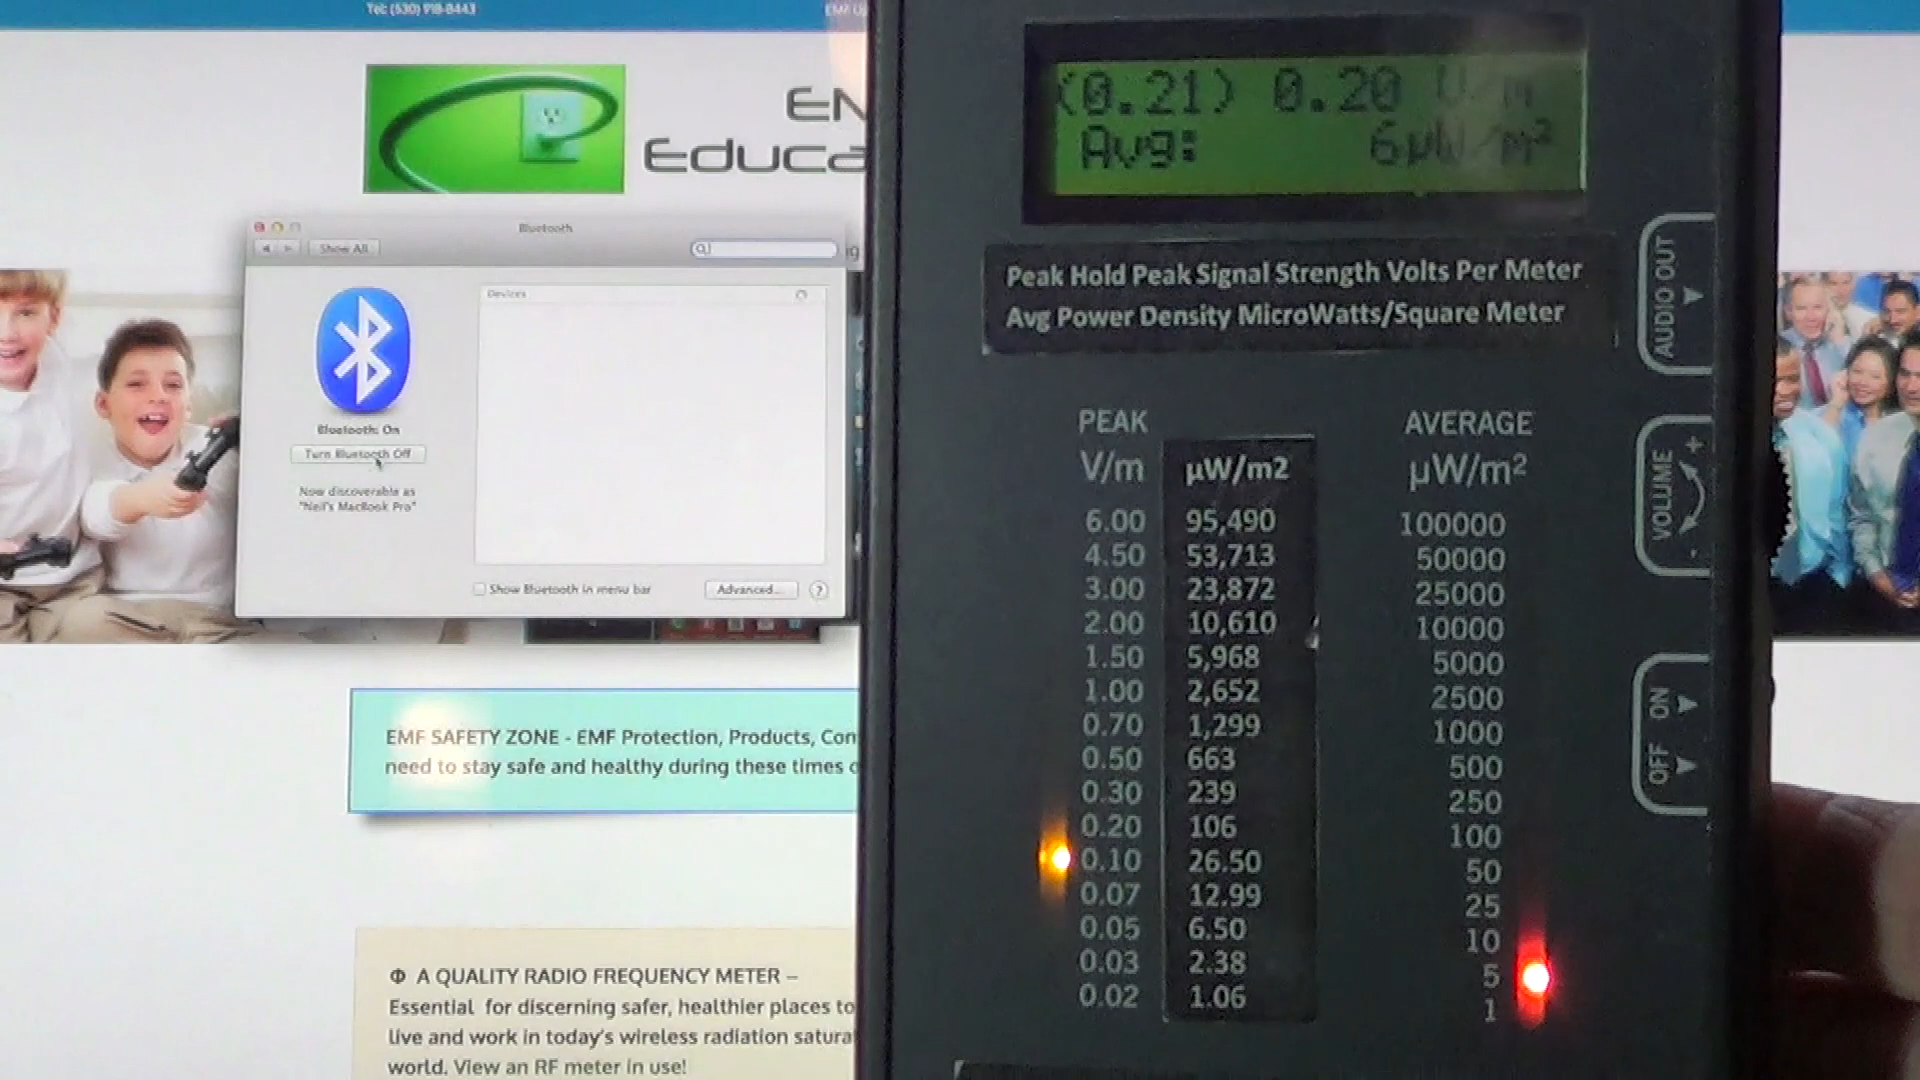 Tel: (530) 918-8443
EMF
EM
Educa
Bluetooth
Show All
Devices
Bluetooth: On
Turn Bluetooth Off
Now discoverable as
"Neil's MacBook Pro"
Show Bluetooth in menu bar
Advanced...
?
EMF SAFETY ZONE - EMF Protection, Products, Con
need to stay safe and healthy during these times o
Φ A QUALITY RADIO FREQUENCY METER –
Essential for discerning safer, healthier places to
live and work in today's wireless radiation satura
world. View an RF meter in use!
(0.21) 0.20 V/m
Avg: 6µW/m²
Peak Hold Peak Signal Strength Volts Per Meter
Avg Power Density MicroWatts/Square Meter
PEAK AVERAGE
V/m µW/m2 µW/m²
6.00 95,490 100000
4.50 53,713 50000
3.00 23,872 25000
2.00 10,610 10000
1.50 5,968 5000
1.00 2,652 2500
0.70 1,299 1000
0.50 663 500
0.30 239 250
0.20 106 100
0.10 26.50 50
0.07 12.99 25
0.05 6.50 10
0.03 2.38 5
0.02 1.06 1
AUDIO OUT
VOLUME - +
OFF ON